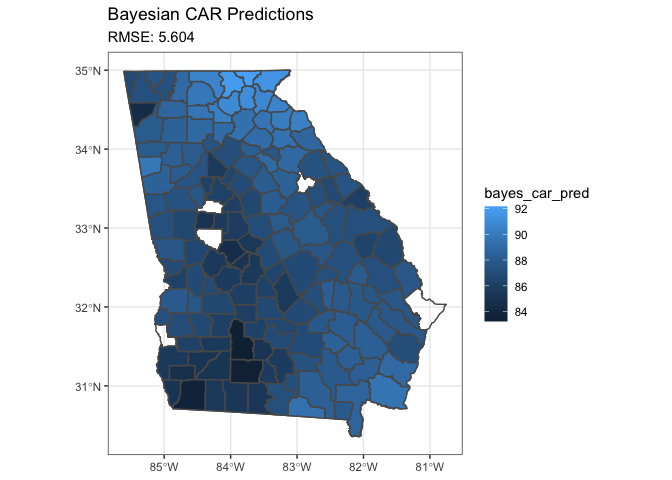 Bayesian CAR Predictions
RMSE: 5.604
35°N
34°N
33°N
32°N
31°N
85°W
84°W
83°W
82°W
81°W
bayes_car_pred
92
90
88
86
84